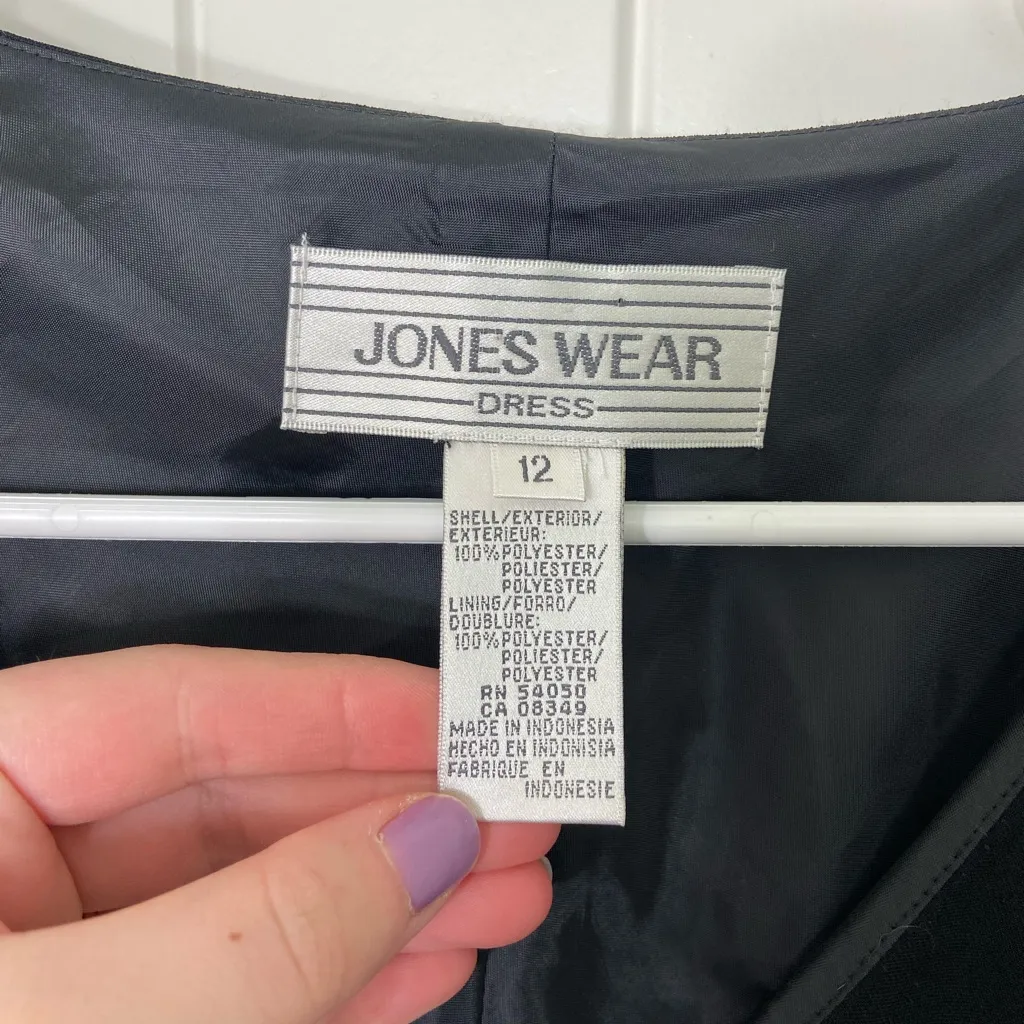 JONES WEAR
DRESS
12
SHELL/EXTERIOR/
EXTERIEUR:
100% POLYESTER/
POLIESTER/
POLYESTER
LINING/FORRO/
DOUBLURE:
100% POLYESTER/
POLIESTER/
POLYESTER
RN 54050
CA 08349
MADE IN INDONESIA
HECHO EN INDONISIA
FABRIQUE EN
INDONESIE